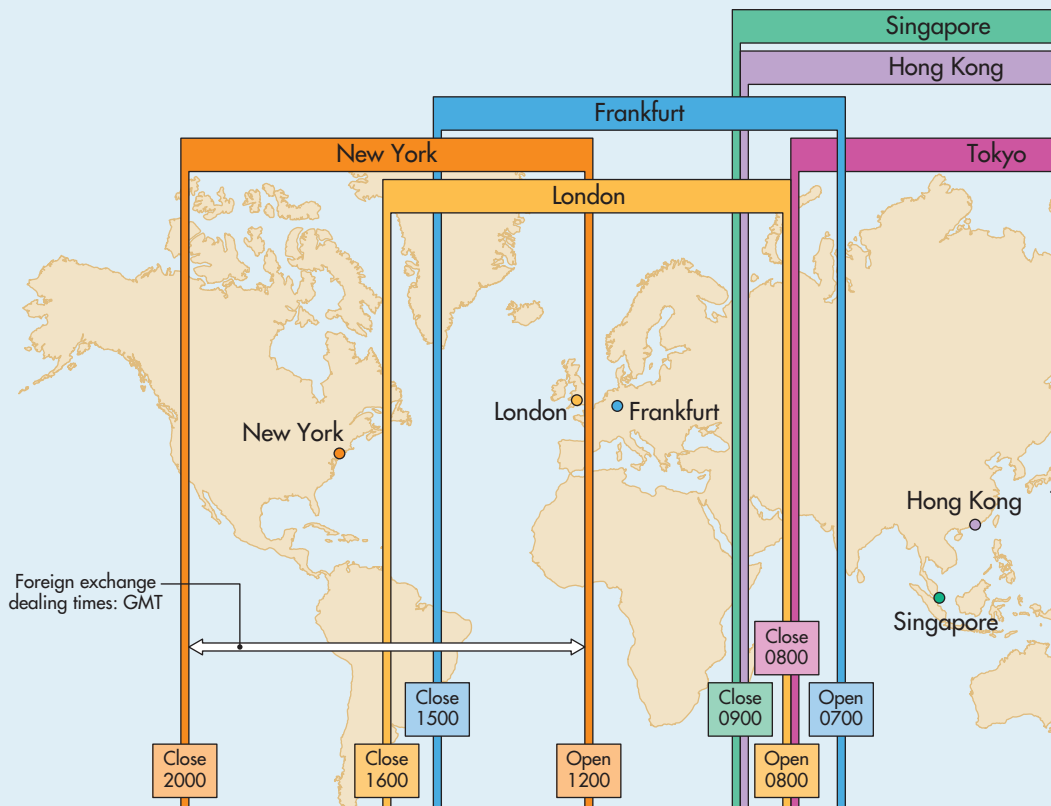 Singapore
Hong Kong
Frankfurt
New York
Tokyo
London
London
Frankfurt
New York
Hong Kong
Foreign exchange
dealing times: GMT
Singapore
Close
0800
Close
1500
Close
0900
Open
0700
Close
2000
Close
1600
Open
1200
Open
0800